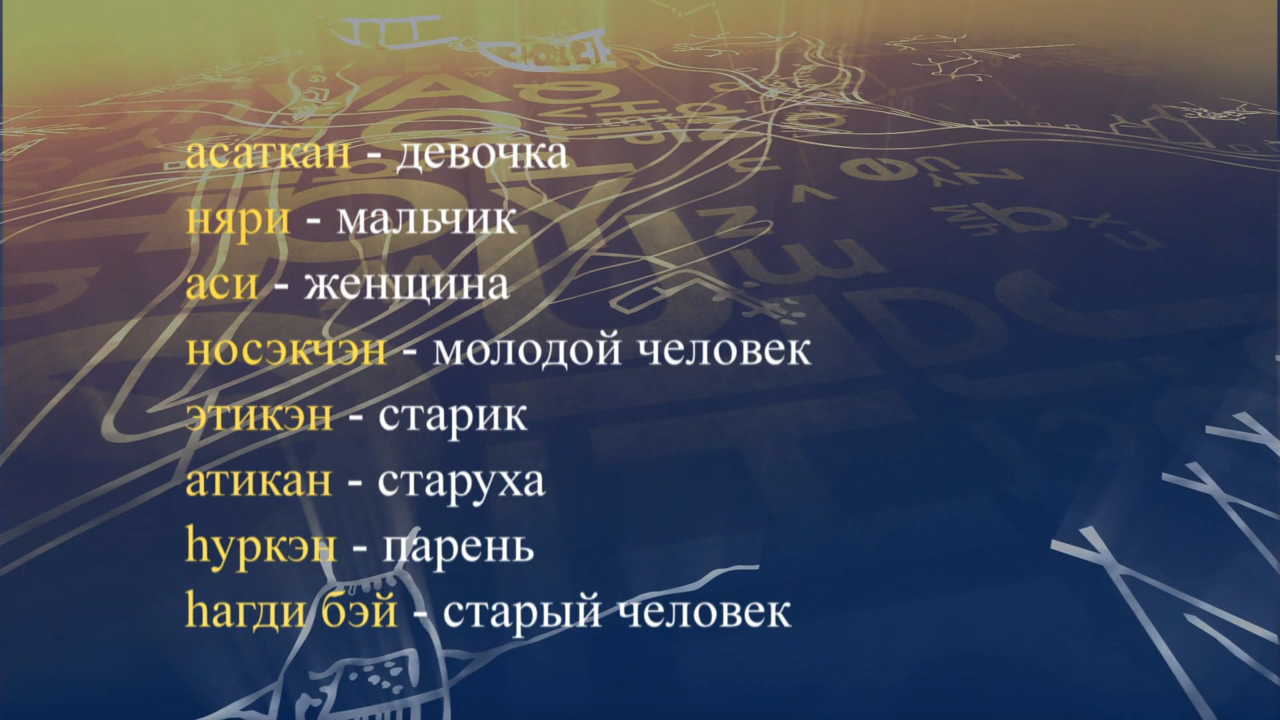 асаткан - девочка
няри - мальчик
аси - женщина
носэкчэн - молодой человек
этикэн - старик
атикан - старуха
һуркэн - парень
һагди бэй - старый человек